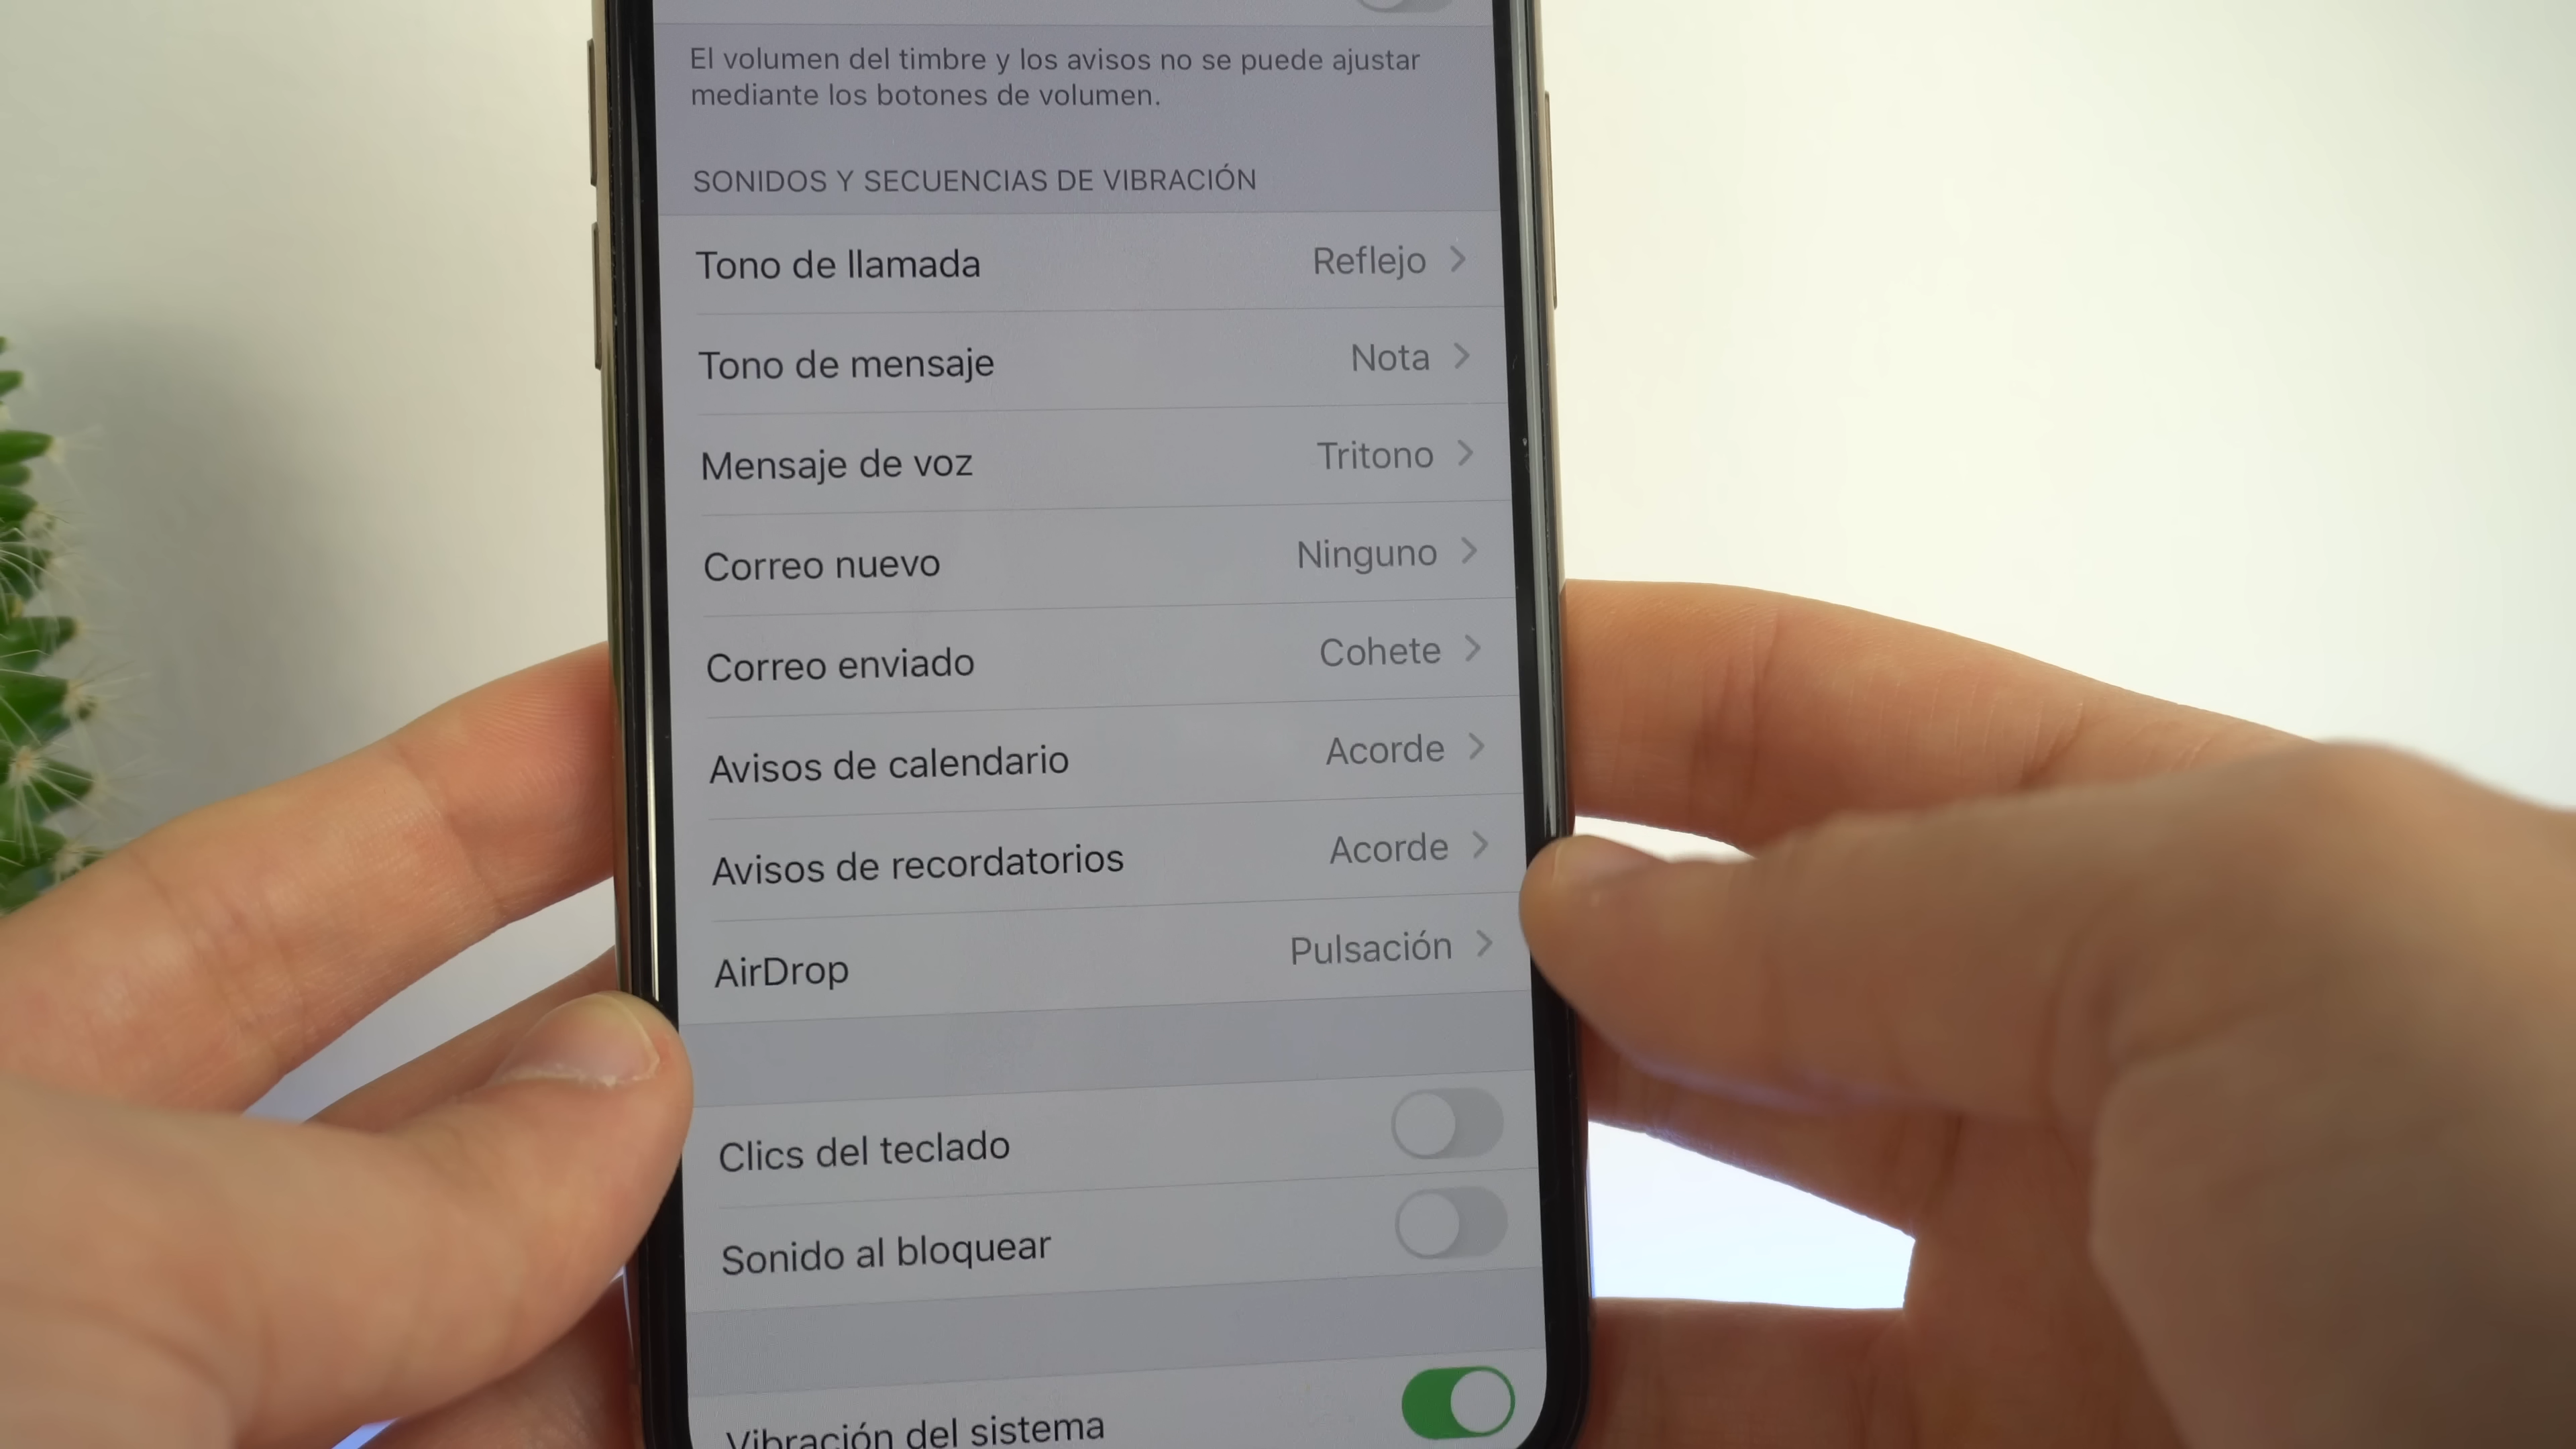 El volumen del timbre y los avisos no se puede ajustar
mediante los botones de volumen.
SONIDOS Y SECUENCIAS DE VIBRACIÓN
Tono de llamada Reflejo
Tono de mensaje Nota
Mensaje de voz Tritono
Correo nuevo Ninguno
Correo enviado Cohete
Avisos de calendario Acorde
Avisos de recordatorios Acorde
AirDrop Pulsación
Clics del teclado
Sonido al bloquear
Vibración del sistema